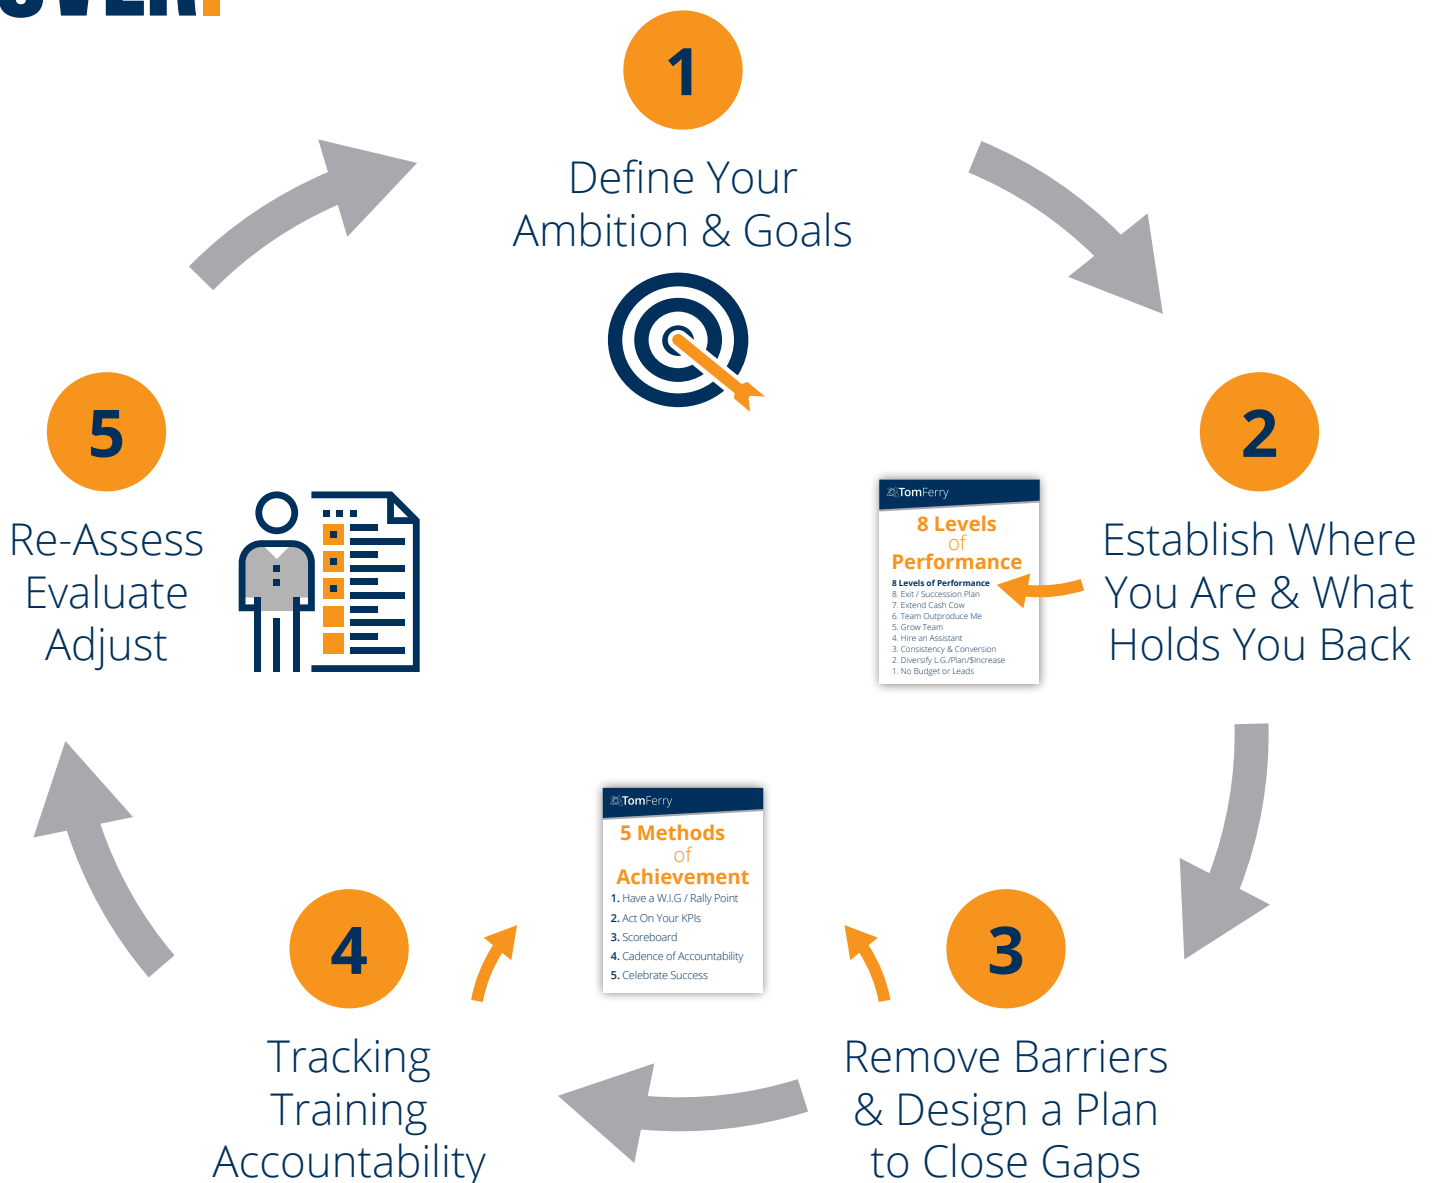 1
Define Your
Ambition & Goals
2
Establish Where
You Are & What
Holds You Back
TomFerry
8 Levels
of
Performance
8 Levels of Performance
8. Exit / Succession Plan
7. Extend Cash Cow
6. Team Outproduce Me
5. Grow Team
4. Hire an Assistant
3. Consistency & Conversion
2. Diversify L.G./Plan/$Increase
1. No Budget or Leads
3
Remove Barriers
& Design a Plan
to Close Gaps
TomFerry
5 Methods
of
Achievement
1. Have a W.I.G / Rally Point
2. Act On Your KPIs
3. Scoreboard
4. Cadence of Accountability
5. Celebrate Success
4
Tracking
Training
Accountability
5
Re-Assess
Evaluate
Adjust